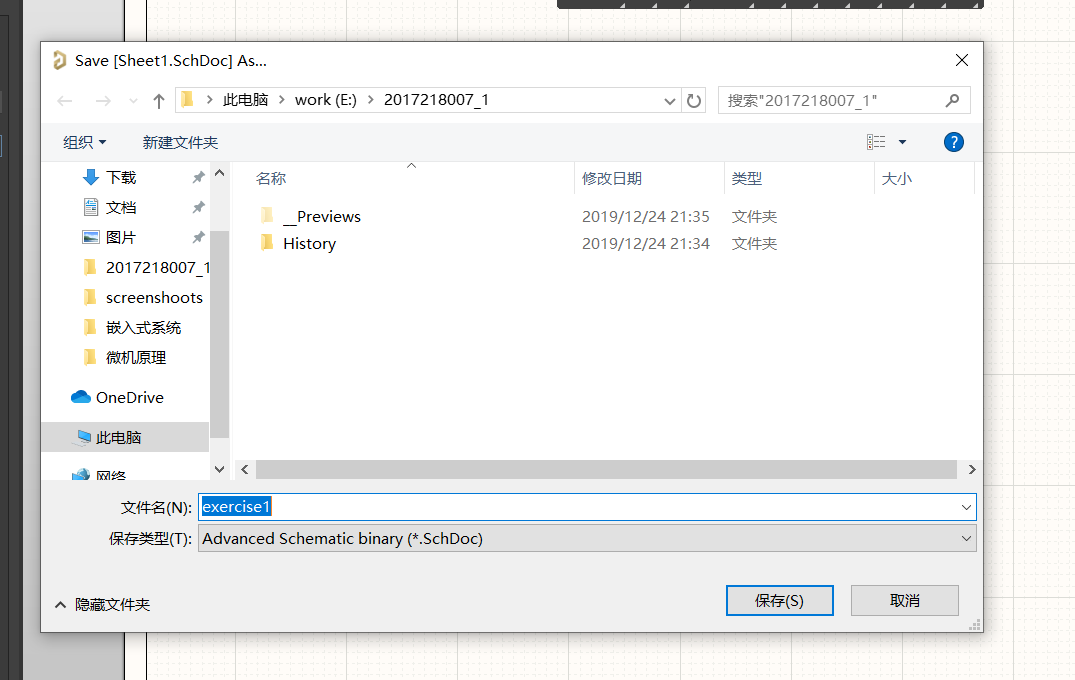 Save [Sheet1.SchDoc] As...
此电脑 > work (E:) > 2017218007_1
搜索"2017218007_1"
组织 新建文件夹
下载
文档
图片
2017218007_1
screenshoots
嵌入式系统
微机原理
OneDrive
此电脑
网络
名称 修改日期 类型 大小
__Previews 2019/12/24 21:35 文件夹
History 2019/12/24 21:34 文件夹
文件名(N): exercise1
保存类型(T): Advanced Schematic binary (*.SchDoc)
隐藏文件夹 保存(S) 取消